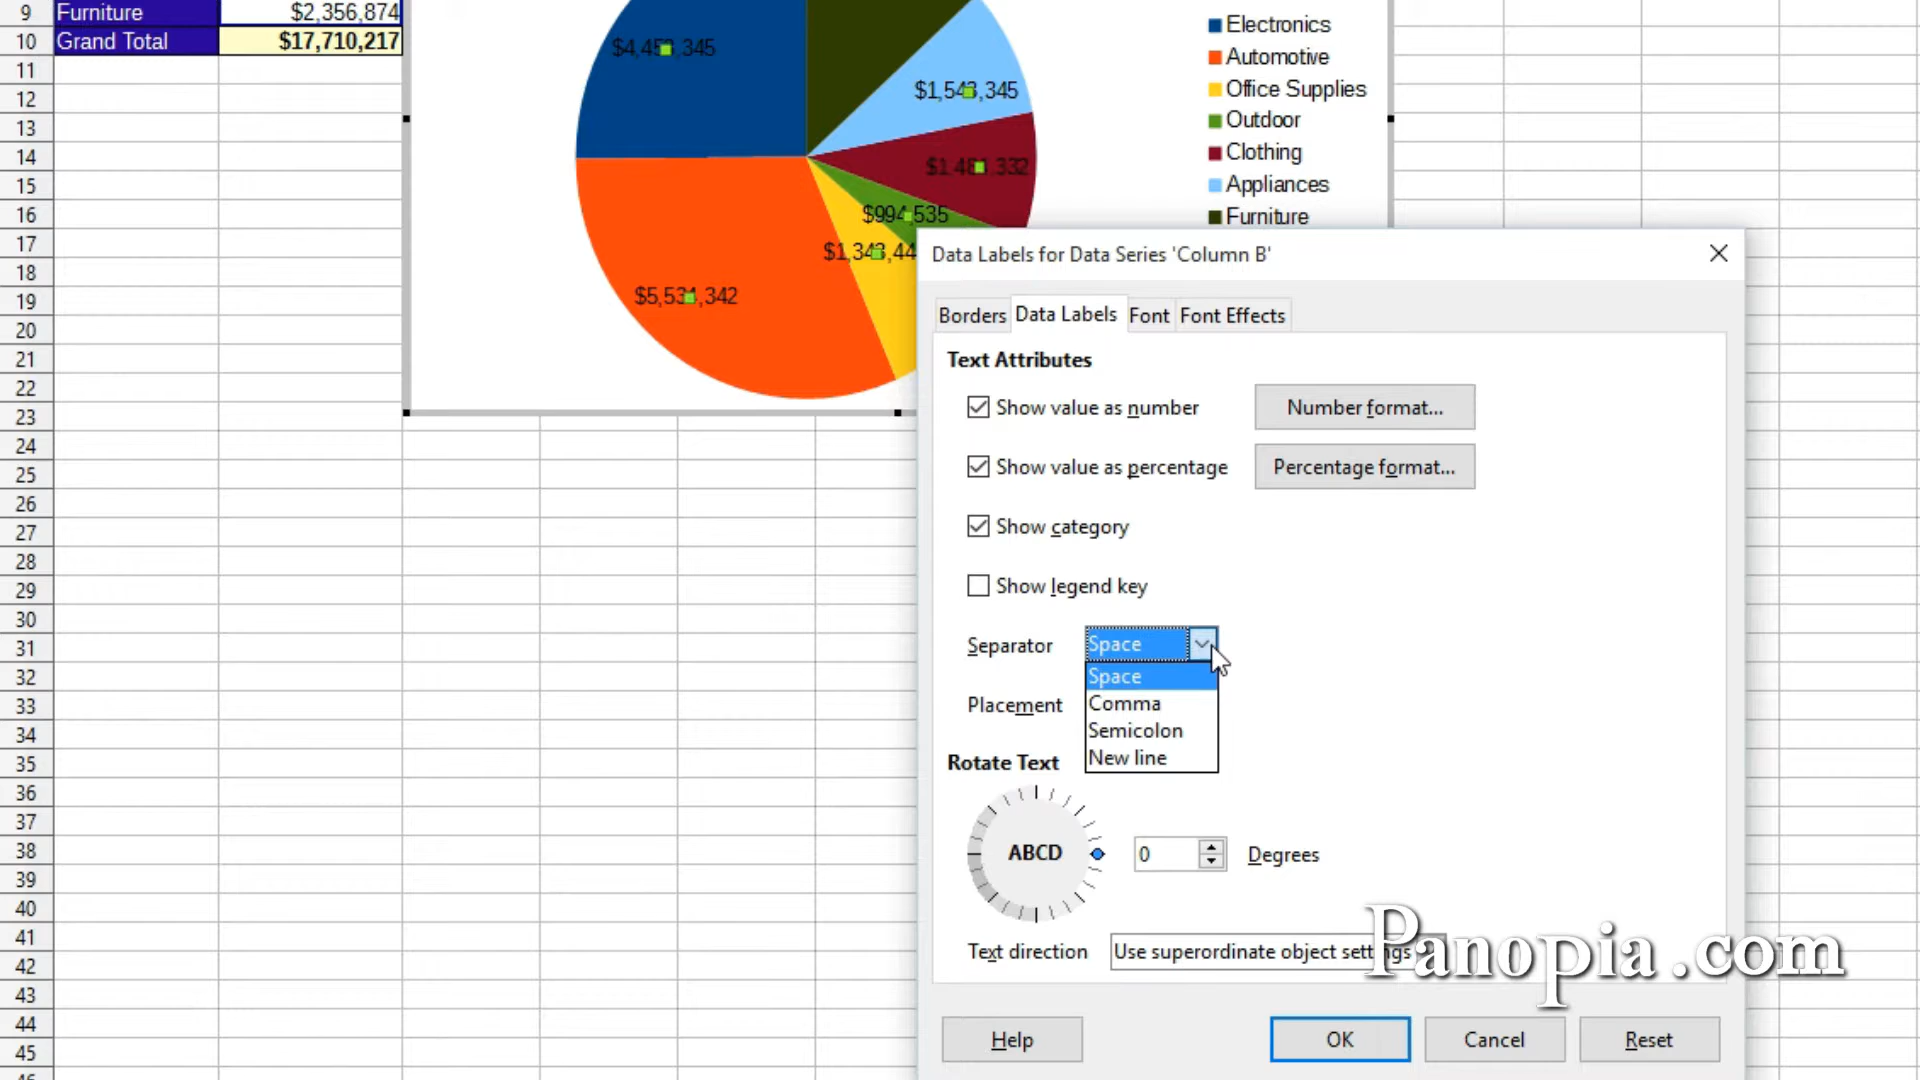 9 Furniture $2,356,874
10 Grand Total $17,710,217
11
12
13
14
15
16
17
18
19
20
21
22
23
24
25
26
27
28
29
30
31
32
33
34
35
36
37
38
39
40
41
42
43
44
45
$1,543,345
$994,535
Electronics
Automotive
Office Supplies
Outdoor
Clothing
Appliances
Furniture
Data Labels for Data Series 'Column B'
Borders Data Labels Font Font Effects
Text Attributes
Show value as number Number format...
Show value as percentage Percentage format...
Show category
Show legend key
Separator Space
Space
Comma
Semicolon
New line
Placement
Rotate Text
ABCD 0 Degrees
Text direction Use superordinate object settings
Panopia.com
Help OK Cancel Reset